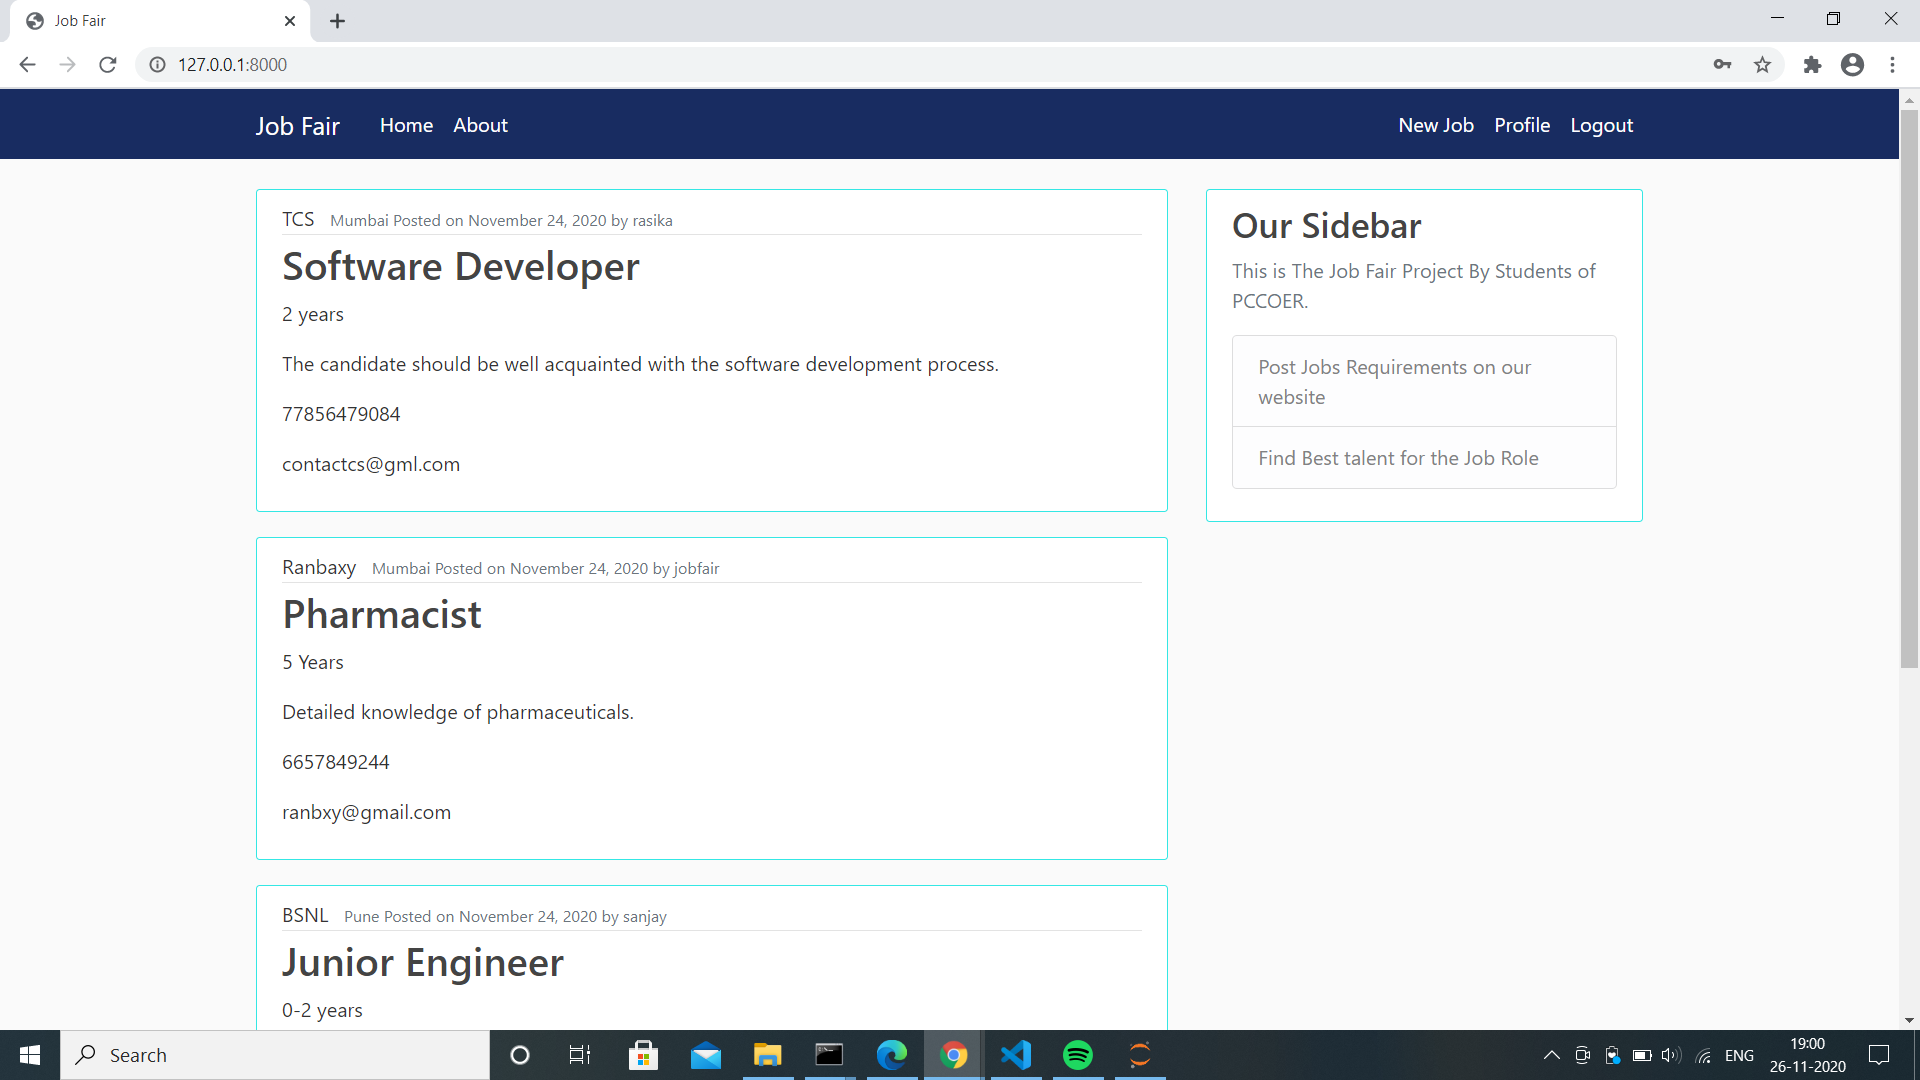 Job Fair
127.0.0.1:8000
Job Fair Home About New Job Profile Logout
TCS Mumbai Posted on November 24, 2020 by rasika
Software Developer
2 years
The candidate should be well acquainted with the software development process.
77856479084
contactcs@gml.com
Ranbaxy Mumbai Posted on November 24, 2020 by jobfair
Pharmacist
5 Years
Detailed knowledge of pharmaceuticals.
6657849244
ranbxy@gmail.com
BSNL Pune Posted on November 24, 2020 by sanjay
Junior Engineer
0-2 years
Our Sidebar
This is The Job Fair Project By Students of
PCCOER.
Post Jobs Requirements on our
website
Find Best talent for the Job Role
Search
ENG
19:00
26-11-2020